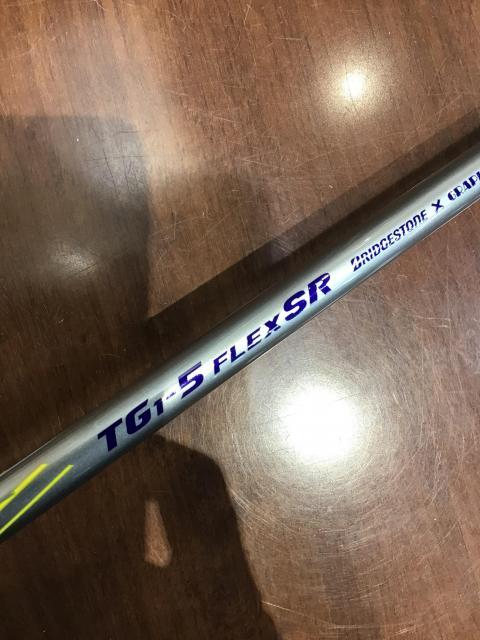 TG1-5 FLEX SR BRIDGESTONE X